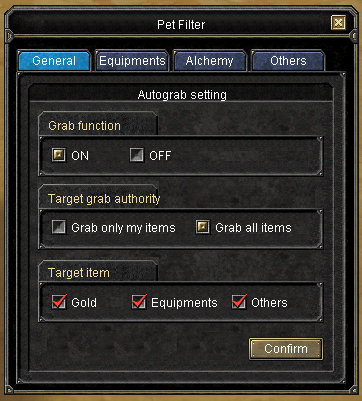 Pet Filter
General Equipments Alchemy Others
Autograb setting
Grab function
ON OFF
Target grab authority
Grab only my items Grab all items
Target item
Gold Equipments Others
Confirm